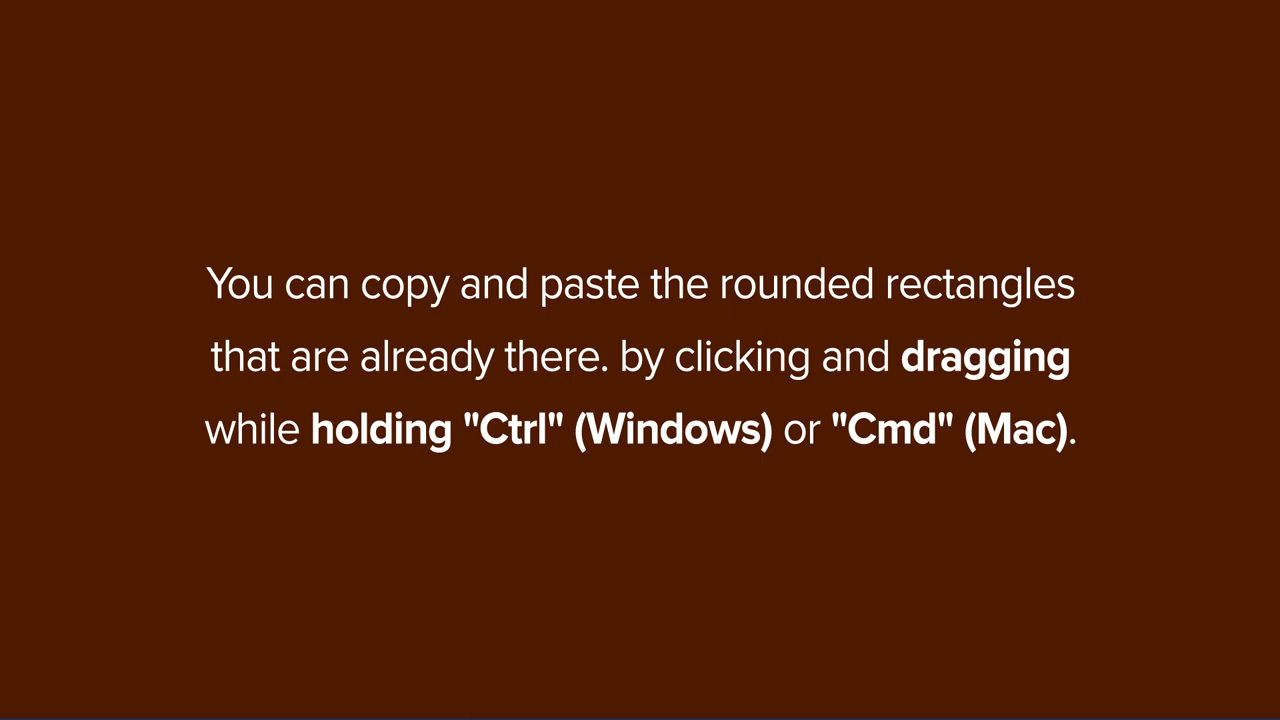 You can copy and paste the rounded rectangles
that are already there. by clicking and dragging
while holding "Ctrl" (Windows) or "Cmd" (Mac).